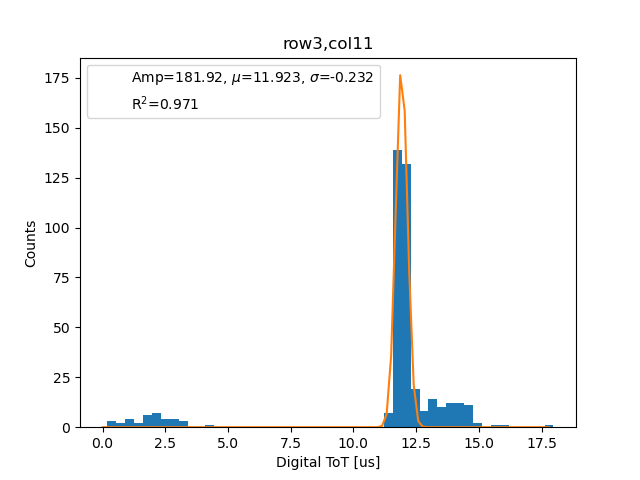 row3,col11
Amp=181.92, μ=11.923, σ=-0.232
R²=0.971
175
150
125
100
75
50
25
0
Counts
0.0 2.5 5.0 7.5 10.0 12.5 15.0 17.5
Digital ToT [us]